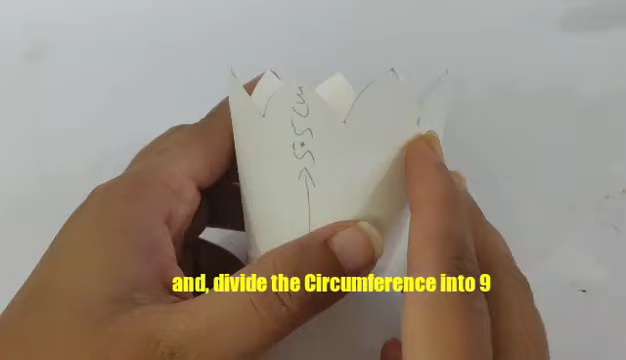 5.5 Cm
and, divide the Circumference into 9